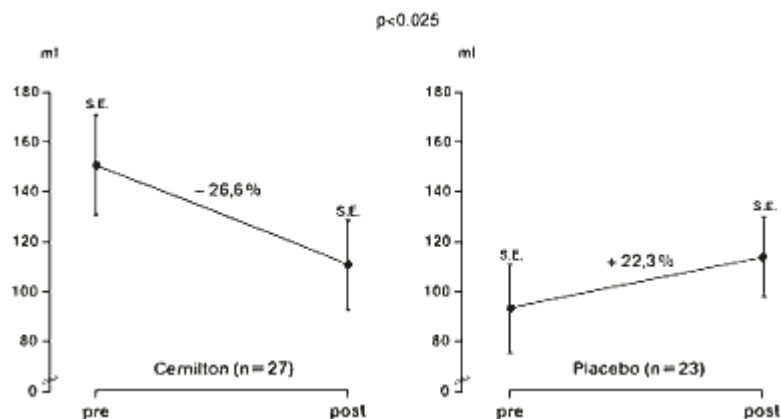 p<0.025
ml
180
160
140
120
100
80
0
S.E.
− 26,6%
S.E.
Cernilton (n=27)
pre
post
ml
180
160
140
120
100
80
0
S.E.
+ 22,3%
S.E.
Placebo (n=23)
pre
post